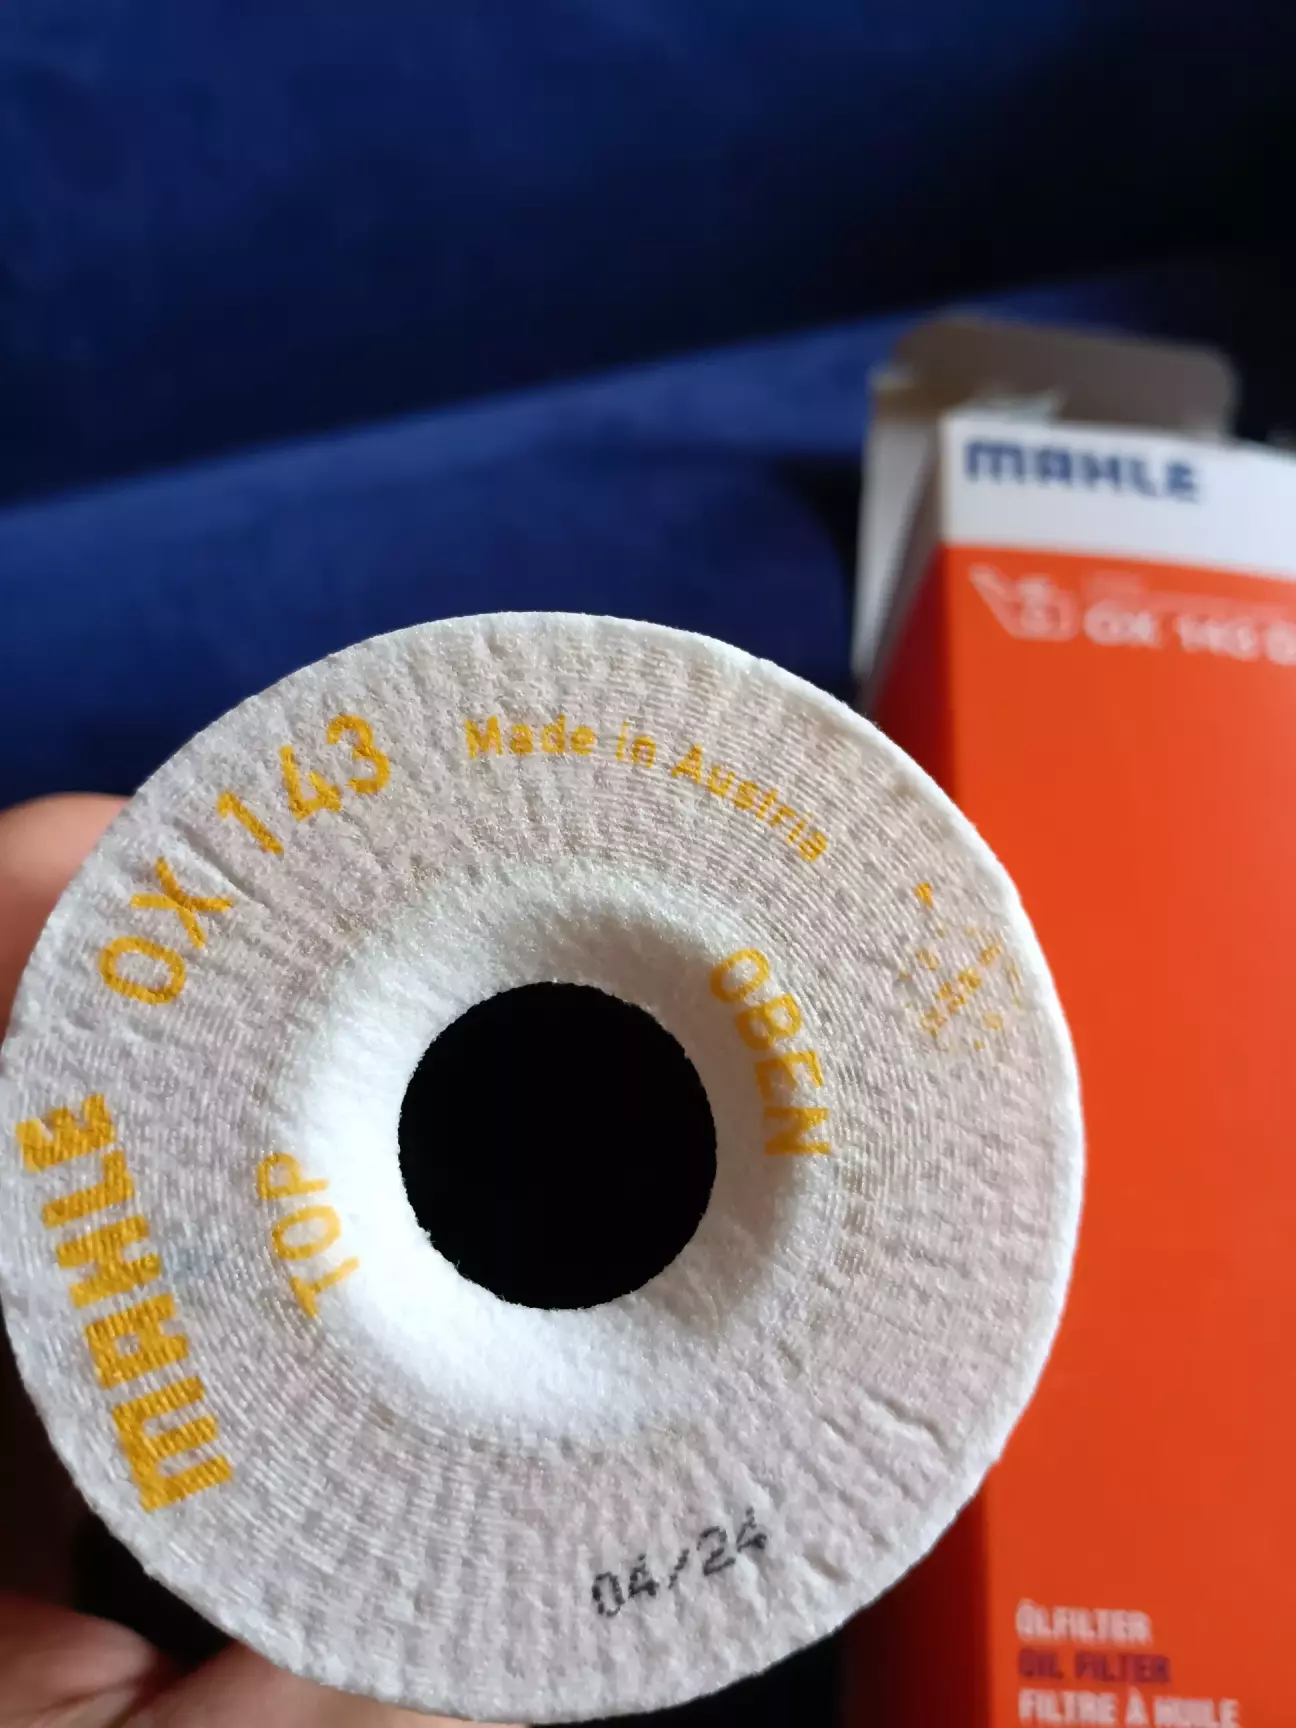 MAHLE
OX 143
Made in Austria
OBEN
TOP
MAHLE
04/24
ÖLFILTER
OIL FILTER
FILTRE À HUILE